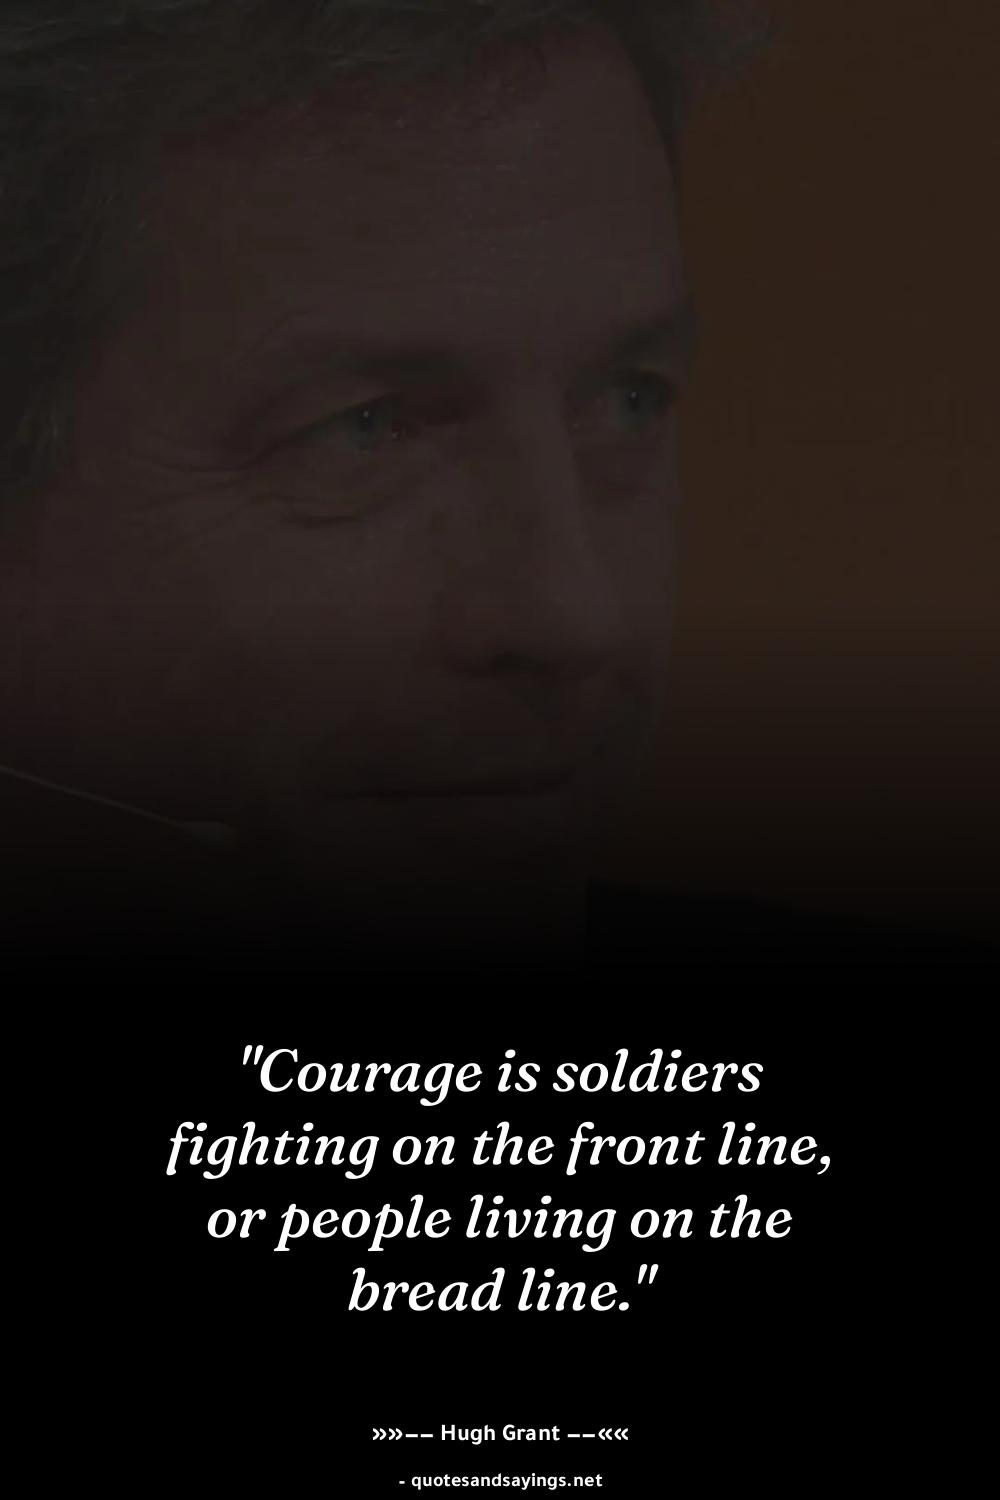 "Courage is soldiers
fighting on the front line,
or people living on the
bread line."
»»−− Hugh Grant −−««
- quotesandsayings.net